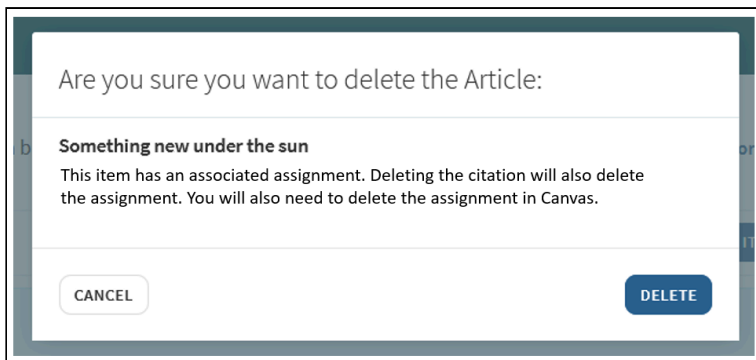 Are you sure you want to delete the Article:
Something new under the sun
This item has an associated assignment. Deleting the citation will also delete
the assignment. You will also need to delete the assignment in Canvas.
CANCEL
DELETE